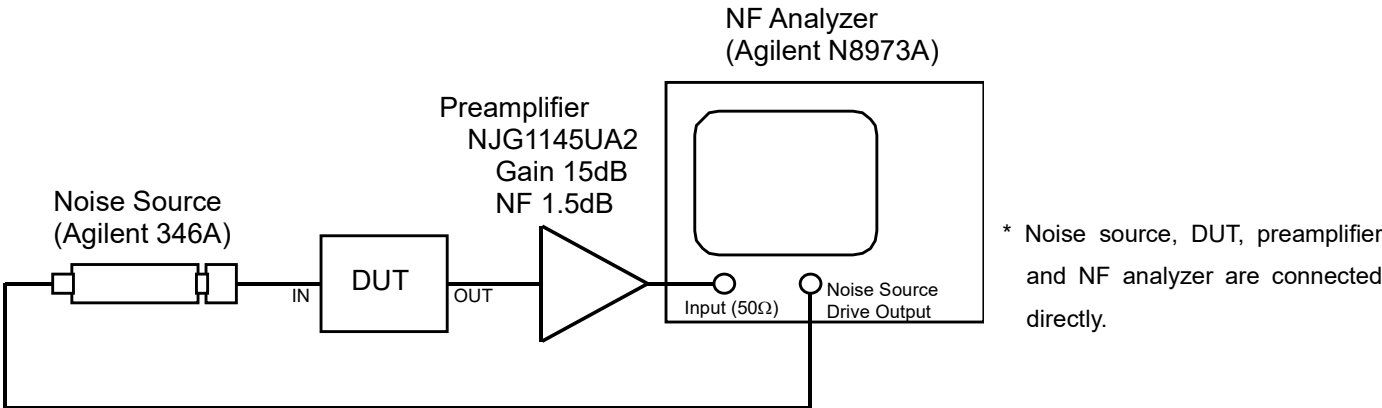 NF Analyzer
(Agilent N8973A)
Preamplifier
NJG1145UA2
Gain 15dB
NF 1.5dB
Noise Source
(Agilent 346A)
DUT
IN
OUT
Input (50Ω)
Noise Source
Drive Output
* Noise source, DUT, preamplifier
and NF analyzer are connected
directly.